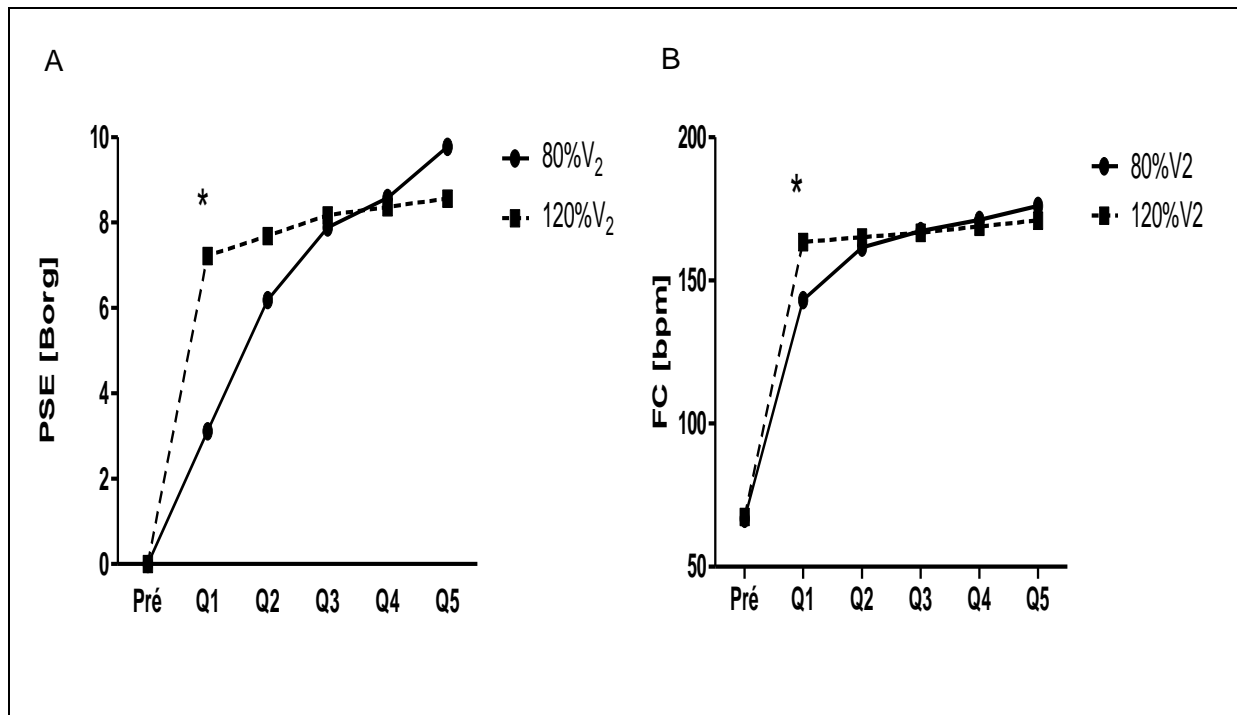 A
PSE [Borg]
10
8
6
4
2
0
*
Pré Q1 Q2 Q3 Q4 Q5
80%V₂
120%V₂
B
FC [bpm]
200
150
100
50
*
Pré Q1 Q2 Q3 Q4 Q5
80%V2
120%V2